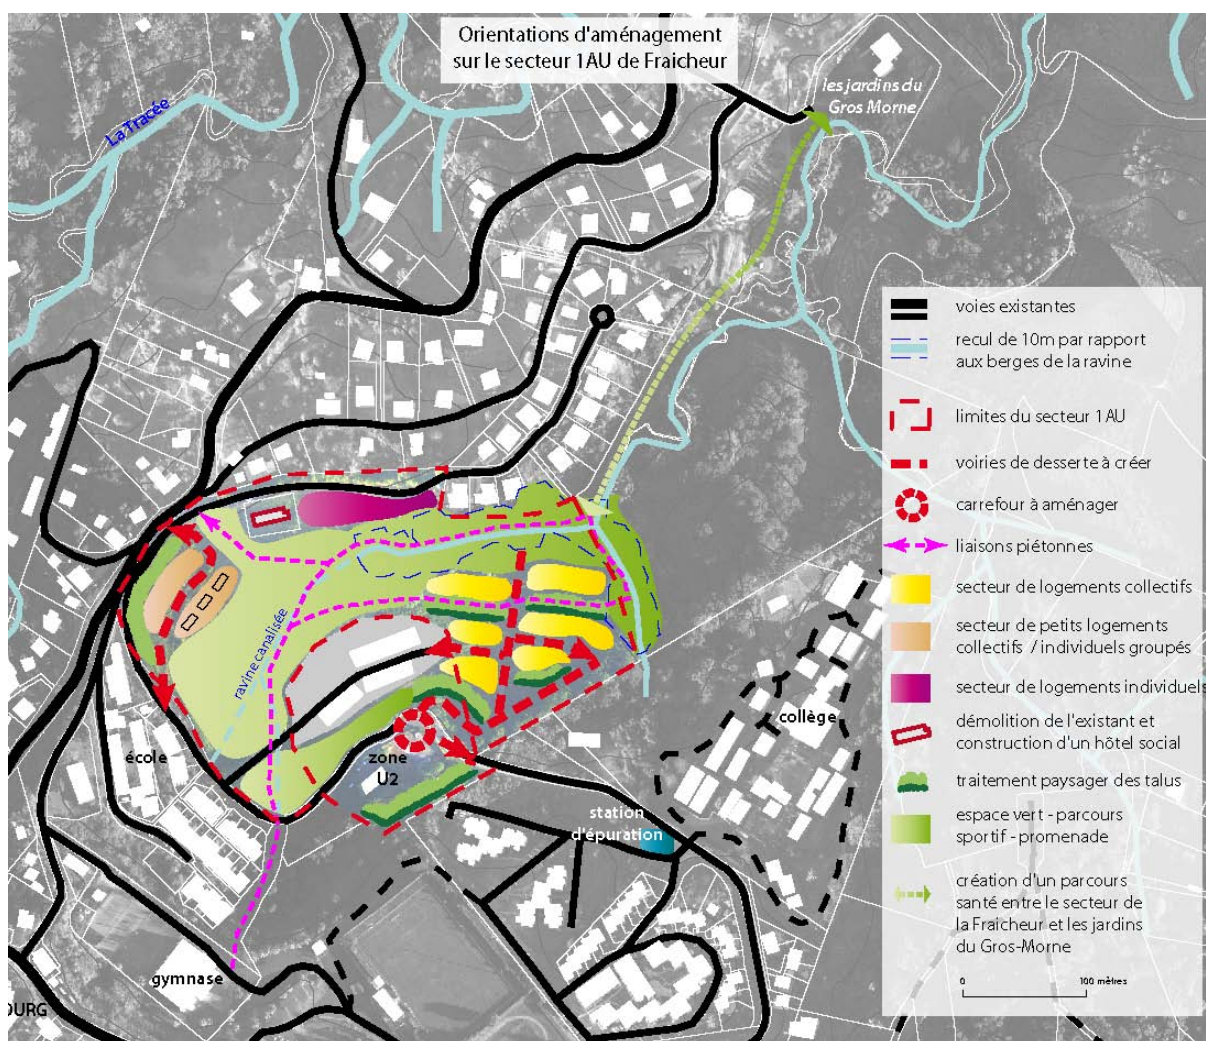 Orientations d'aménagement
sur le secteur 1AU de Fraicheur
les jardins du
Gros Morne
La Tracée
voies existantes
recul de 10m par rapport
aux berges de la ravine
limites du secteur 1AU
voiries de desserte à créer
carrefour à aménager
liaisons piétonnes
secteur de logements collectifs
secteur de petits logements
collectifs / individuels groupés
secteur de logements individuels
démolition de l'existant et
construction d'un hôtel social
traitement paysager des talus
espace vert - parcours
sportif - promenade
création d'un parcours
santé entre le secteur de
la Fraîcheur et les jardins
du Gros-Morne
0 100 mètres
ravine canalisée
école
zone
U2
collège
station
d'épuration
gymnase
OURG